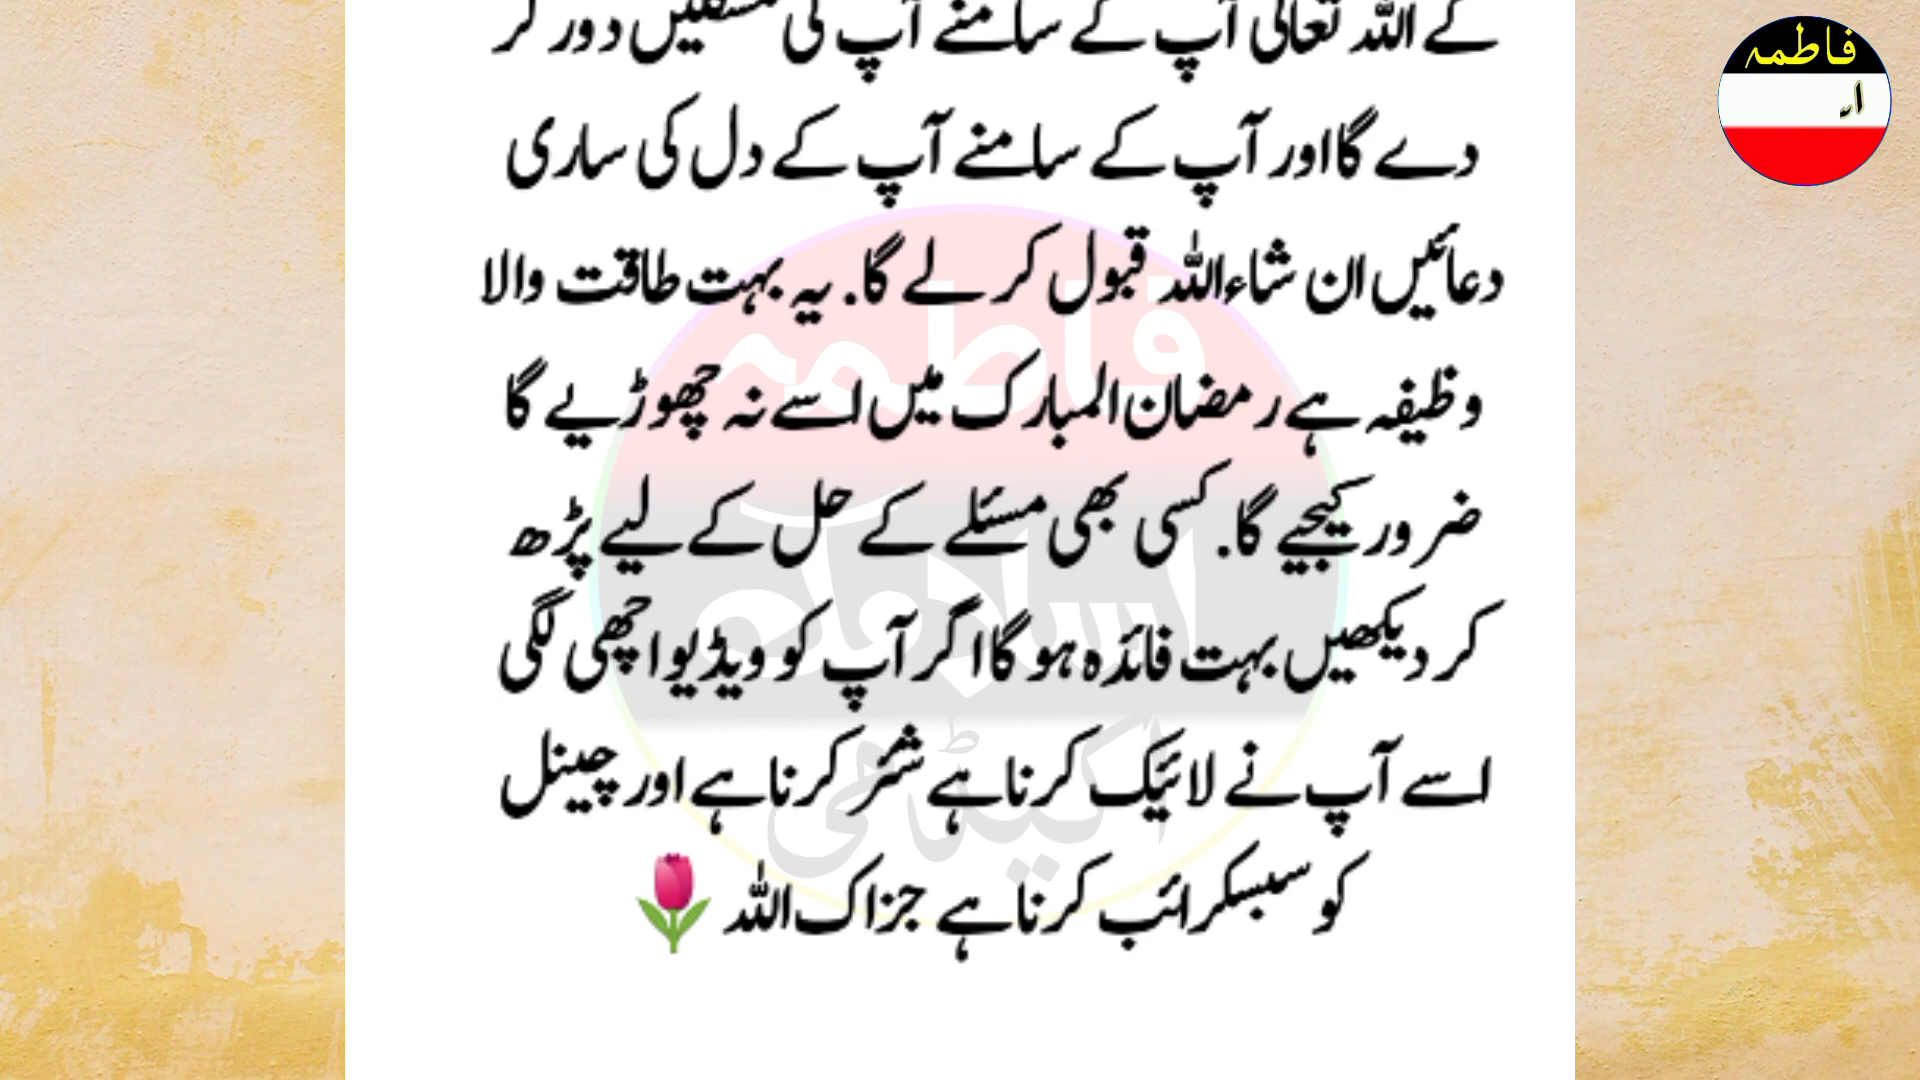 کے اللہ تعالیٰ آپ کے سامنے آپ کی مشکلیں دور کر
دے گا اور آپ کے سامنے آپ کے دل کی ساری
دعائیں ان شاءاللہ قبول کر لے گا. یہ بہت طاقت والا
وظیفہ ہے رمضان المبارک میں اسے نہ چھوڑیے گا
ضرور کیجیے گا. کسی بھی مسئلے کے حل کے لیے پڑھ
کر دیکھیں بہت فائدہ ہو گا اگر آپ کو ویڈیو اچھی لگی
اسے آپ نے لائیک کرنا ہے شئر کرنا ہے اور چینل
کو سبسکرائب کرنا ہے جزاک اللہ
فاطمہ
فاطمہ
اسلامک
اکیڈمی